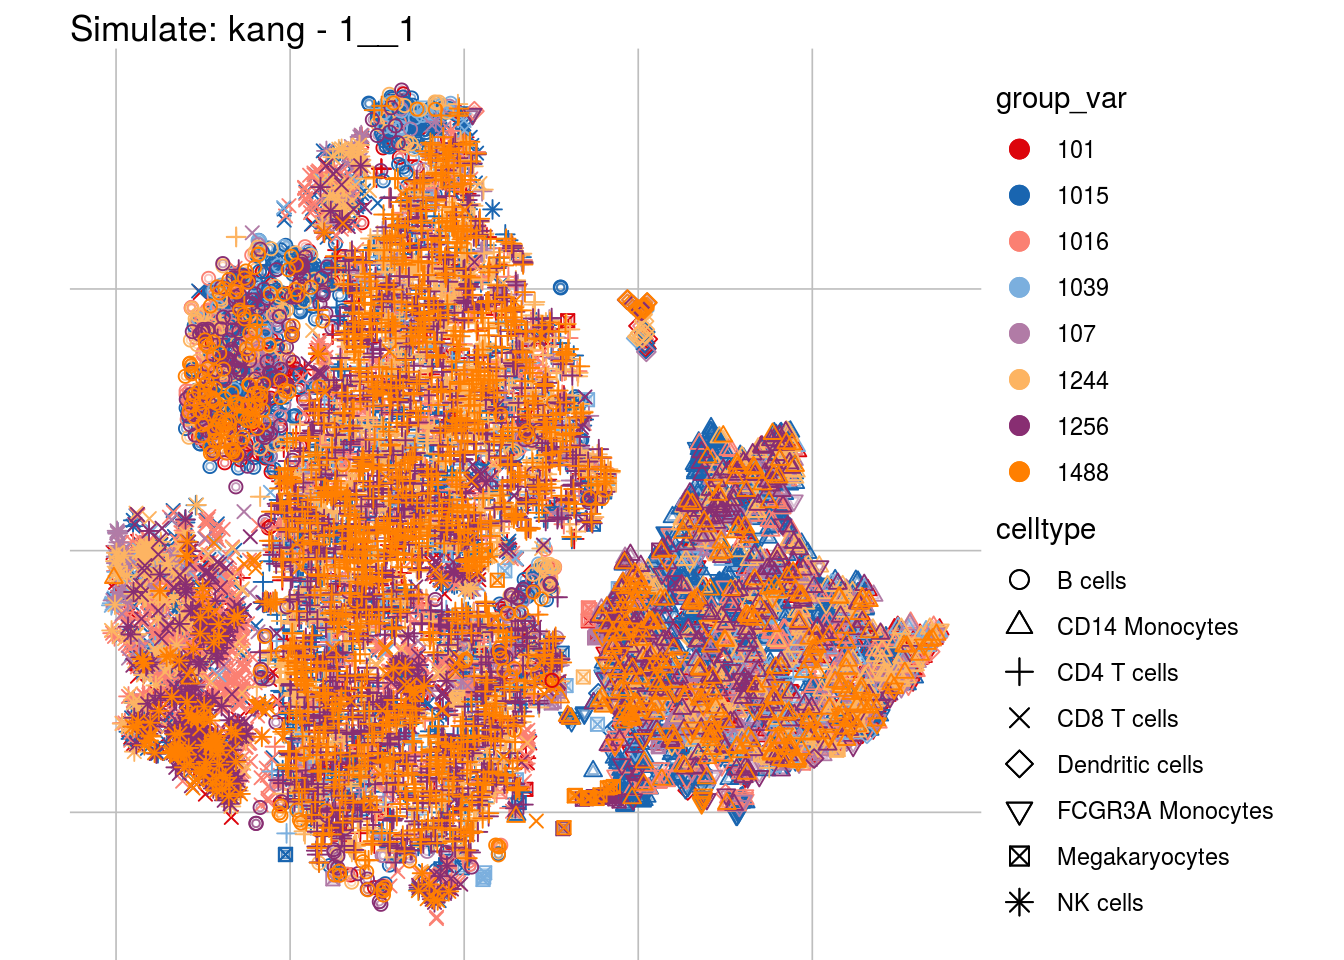 Simulate: kang - 1__1
group_var
101
1015
1016
1039
107
1244
1256
1488
celltype
B cells
CD14 Monocytes
CD4 T cells
CD8 T cells
Dendritic cells
FCGR3A Monocytes
Megakaryocytes
NK cells